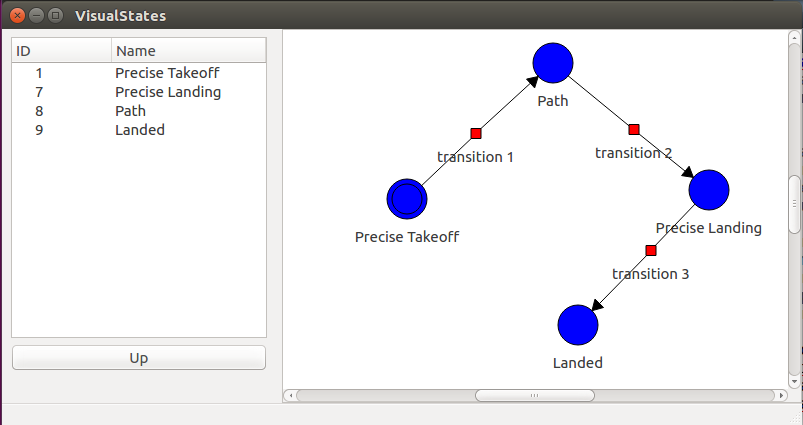 VisualStates
ID Name
1 Precise Takeoff
7 Precise Landing
8 Path
9 Landed
Up
Path
transition 1
transition 2
Precise Takeoff
Precise Landing
transition 3
Landed